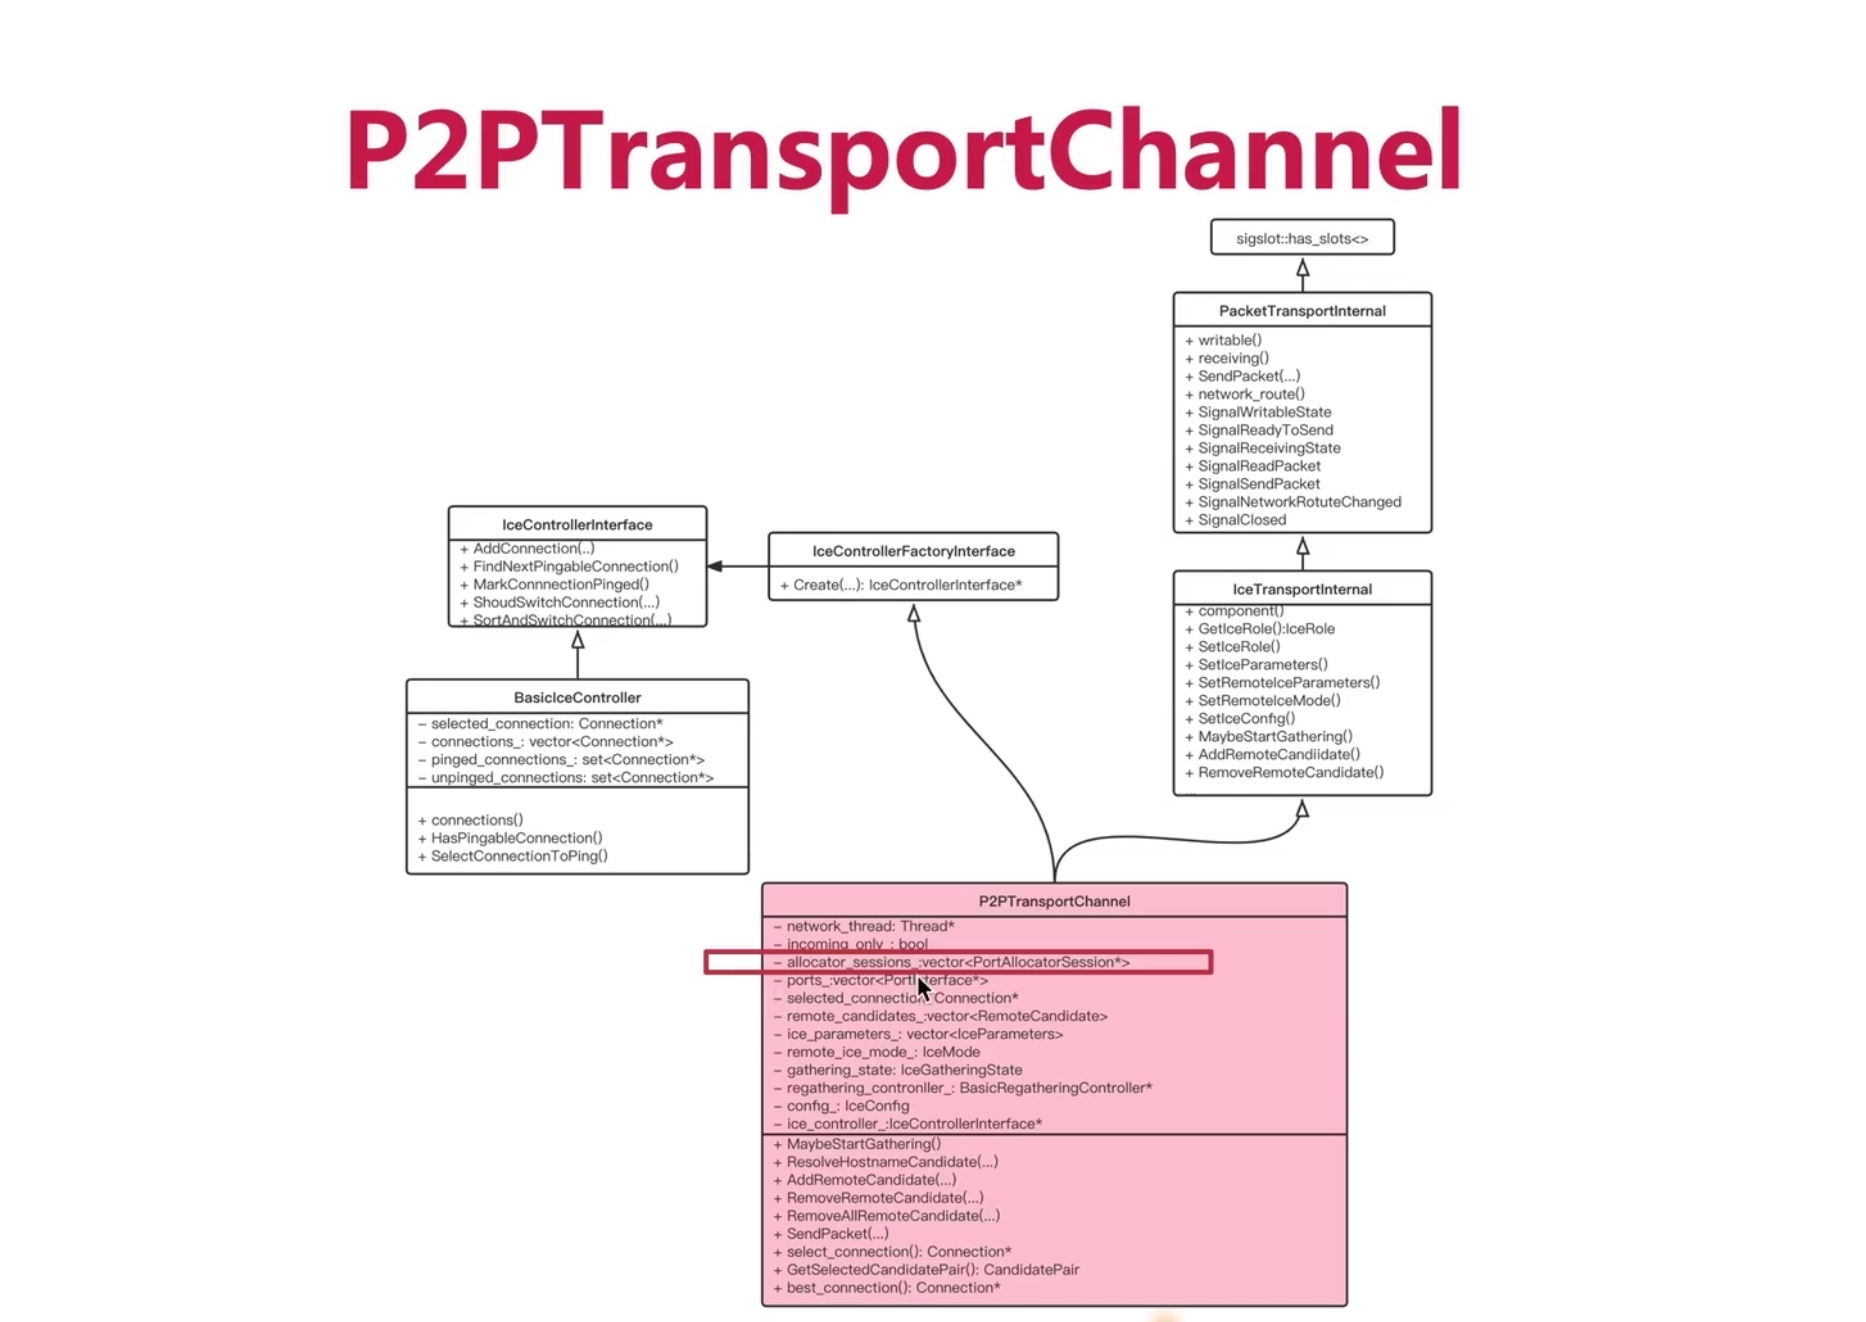 P2PTransportChannel
sigslot::has_slots<>
PacketTransportInternal
+ writable()
+ receiving()
+ SendPacket(...)
+ network_route()
+ SignalWritableState
+ SignalReadyToSend
+ SignalReceivingState
+ SignalReadPacket
+ SignalSendPacket
+ SignalNetworkRotuteChanged
+ SignalClosed
IceControllerInterface
+ AddConnection(..)
+ FindNextPingableConnection()
+ MarkConnnectionPinged()
+ ShoudSwitchConnection(...)
+ SortAndSwitchConnection(...)
IceControllerFactoryInterface
+ Create(...): IceControllerInterface*
IceTransportInternal
+ component()
+ GetIceRole():IceRole
+ SetIceRole()
+ SetIceParameters()
+ SetRemoteIceParameters()
+ SetRemoteIceMode()
+ SetIceConfig()
+ MaybeStartGathering()
+ AddRemoteCandiidate()
+ RemoveRemoteCandidate()
...
BasicIceController
– selected_connection: Connection*
– connections_: vector<Connection*>
– pinged_connections_: set<Connection*>
– unpinged_connections: set<Connection*>
+ connections()
+ HasPingableConnection()
+ SelectConnectionToPing()
P2PTransportChannel
– network_thread: Thread*
– incoming_only_: bool
– allocator_sessions_:vector<PortAllocatorSession*>
– ports_:vector<PortInterface*>
– selected_connection: Connection*
– remote_candidates_:vector<RemoteCandidate>
– ice_parameters_: vector<IceParameters>
– remote_ice_mode_: IceMode
– gathering_state: IceGatheringState
– regathering_contronller_: BasicRegatheringController*
– config_: IceConfig
– ice_controller_:IceControllerInterface*
+ MaybeStartGathering()
+ ResolveHostnameCandidate(...)
+ AddRemoteCandidate(...)
+ RemoveRemoteCandidate(...)
+ RemoveAllRemoteCandidate(...)
+ SendPacket(...)
+ select_connection(): Connection*
+ GetSelectedCandidatePair(): CandidatePair
+ best_connection(): Connection*